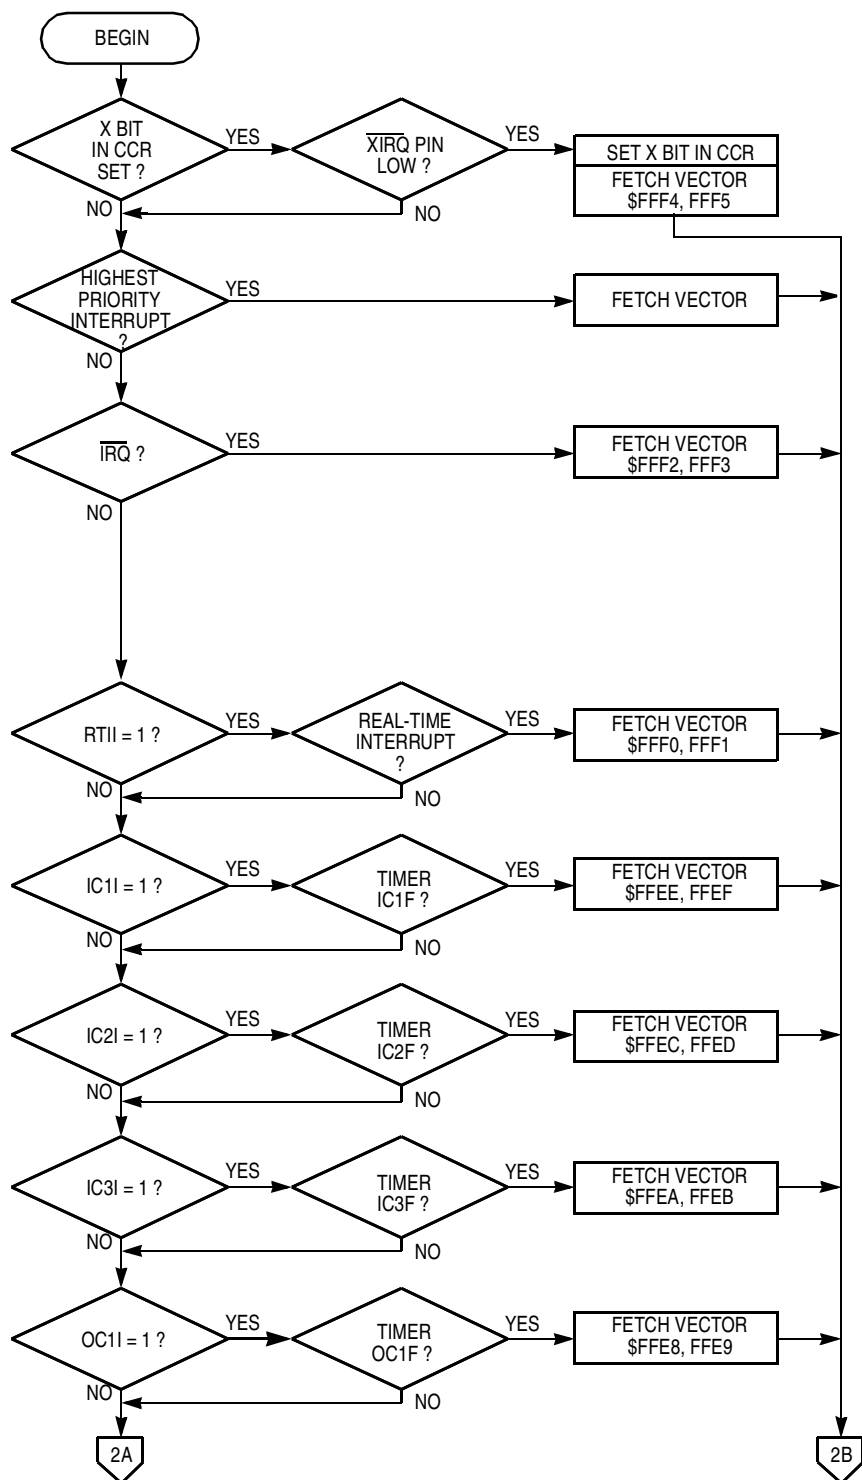 BEGIN
X BIT
IN CCR
SET ?
YES
XIRQ PIN
LOW ?
YES
SET X BIT IN CCR
FETCH VECTOR
$FFF4, FFF5
NO
NO
HIGHEST
PRIORITY
INTERRUPT
?
YES
FETCH VECTOR
NO
IRQ ?
YES
FETCH VECTOR
$FFF2, FFF3
NO
RTII = 1 ?
YES
REAL-TIME
INTERRUPT
?
YES
FETCH VECTOR
$FFF0, FFF1
NO
NO
IC1I = 1 ?
YES
TIMER
IC1F ?
YES
FETCH VECTOR
$FFEE, FFEF
NO
NO
IC2I = 1 ?
YES
TIMER
IC2F ?
YES
FETCH VECTOR
$FFEC, FFED
NO
NO
IC3I = 1 ?
YES
TIMER
IC3F ?
YES
FETCH VECTOR
$FFEA, FFEB
NO
NO
OC1I = 1 ?
YES
TIMER
OC1F ?
YES
FETCH VECTOR
$FFE8, FFE9
NO
NO
2A
2B